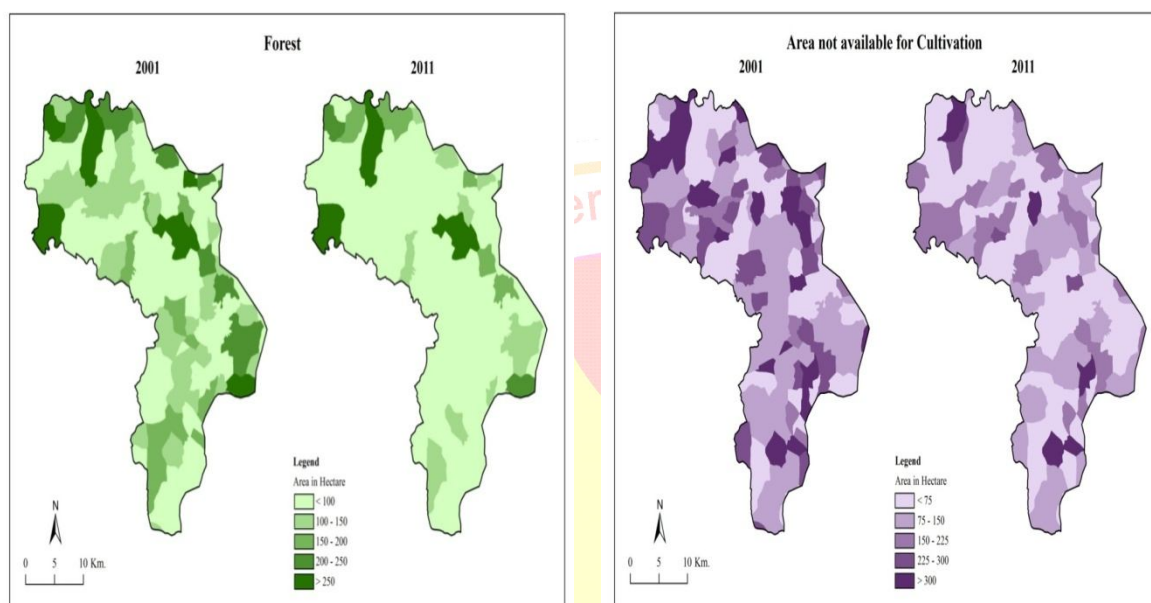 Forest
2001
2011
Legend
Area in Hectare
< 100
100 - 150
150 - 200
200 - 250
> 250
N
0 5 10 Km.
Area not available for Cultivation
2001
2011
Legend
Area in Hectare
< 75
75 - 150
150 - 225
225 - 300
> 300
N
0 5 10 Km.